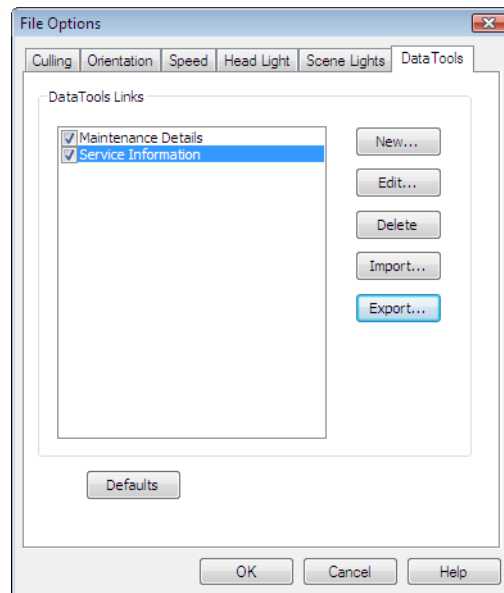 File Options
Culling Orientation Speed Head Light Scene Lights DataTools
DataTools Links
Maintenance Details
Service Information
New...
Edit...
Delete
Import...
Export...
Defaults
OK Cancel Help